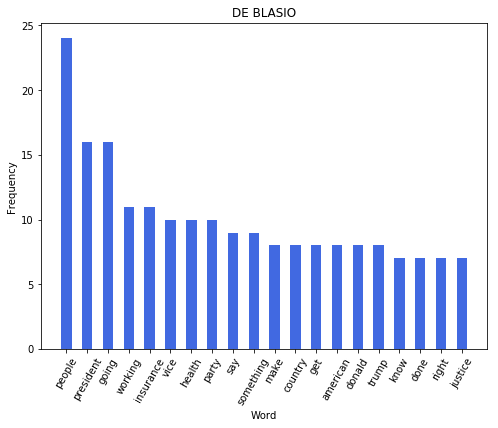 DE BLASIO
Frequency
25
20
15
10
5
0
people
president
going
working
insurance
vice
health
party
say
something
make
country
get
american
donald
trump
know
done
right
justice
Word